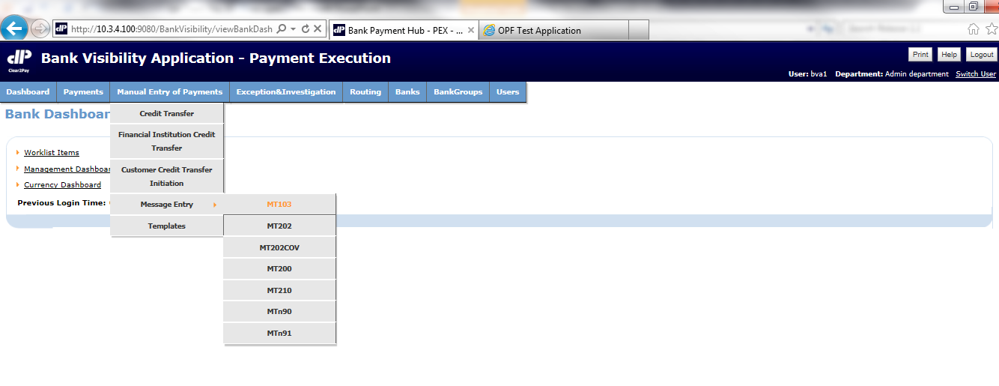 http://10.3.4.100:9080/BankVisibility/viewBankDash
Bank Payment Hub - PEX - ...
OPF Test Application
Clear2Pay
Bank Visibility Application - Payment Execution
Print
Help
Logout
User: bva1 Department: Admin department Switch User
Dashboard
Payments
Manual Entry of Payments
Exception&Investigation
Routing
Banks
BankGroups
Users
Bank Dashboar
Credit Transfer
Financial Institution Credit
Transfer
Customer Credit Transfer
Initiation
Message Entry
Templates
Worklist Items
Management Dashboar
Currency Dashboard
Previous Login Time:
MT103
MT202
MT202COV
MT200
MT210
MTn90
MTn91